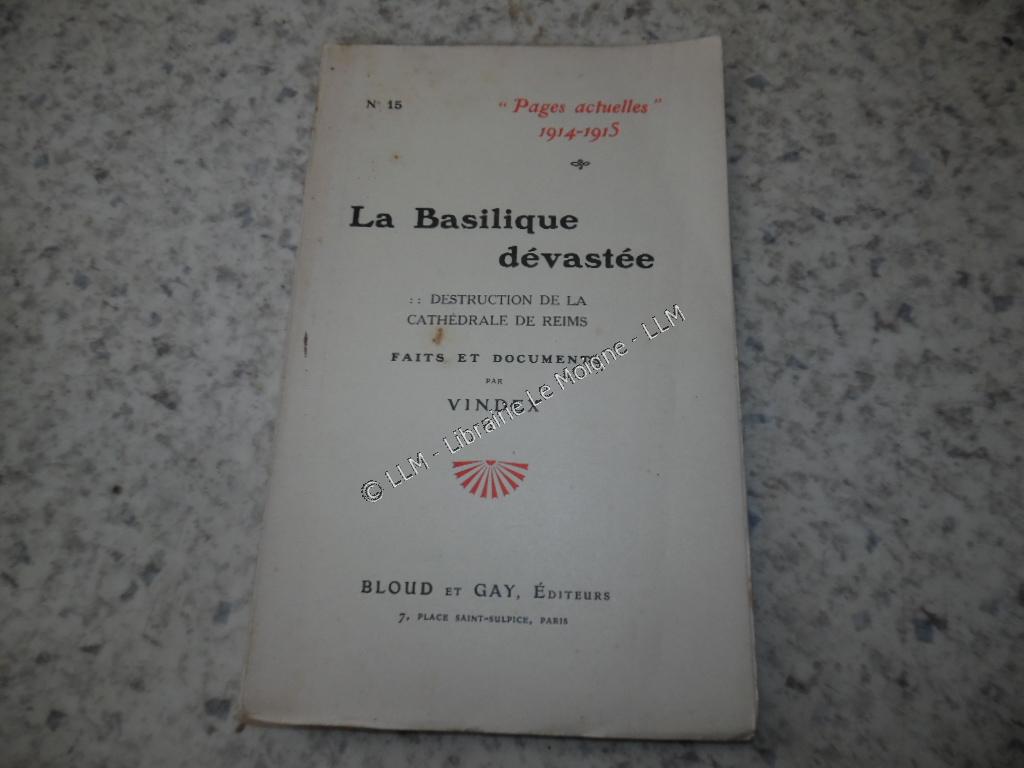 N° 15
"Pages actuelles"
1914-1915
La Basilique
dévastée
:: DESTRUCTION DE LA
CATHÉDRALE DE REIMS
FAITS ET DOCUMENTS
PAR
VINDEX
BLOUD ET GAY, ÉDITEURS
7, PLACE SAINT-SULPICE, PARIS
© LLM - Librairie Le Moigne - LLM